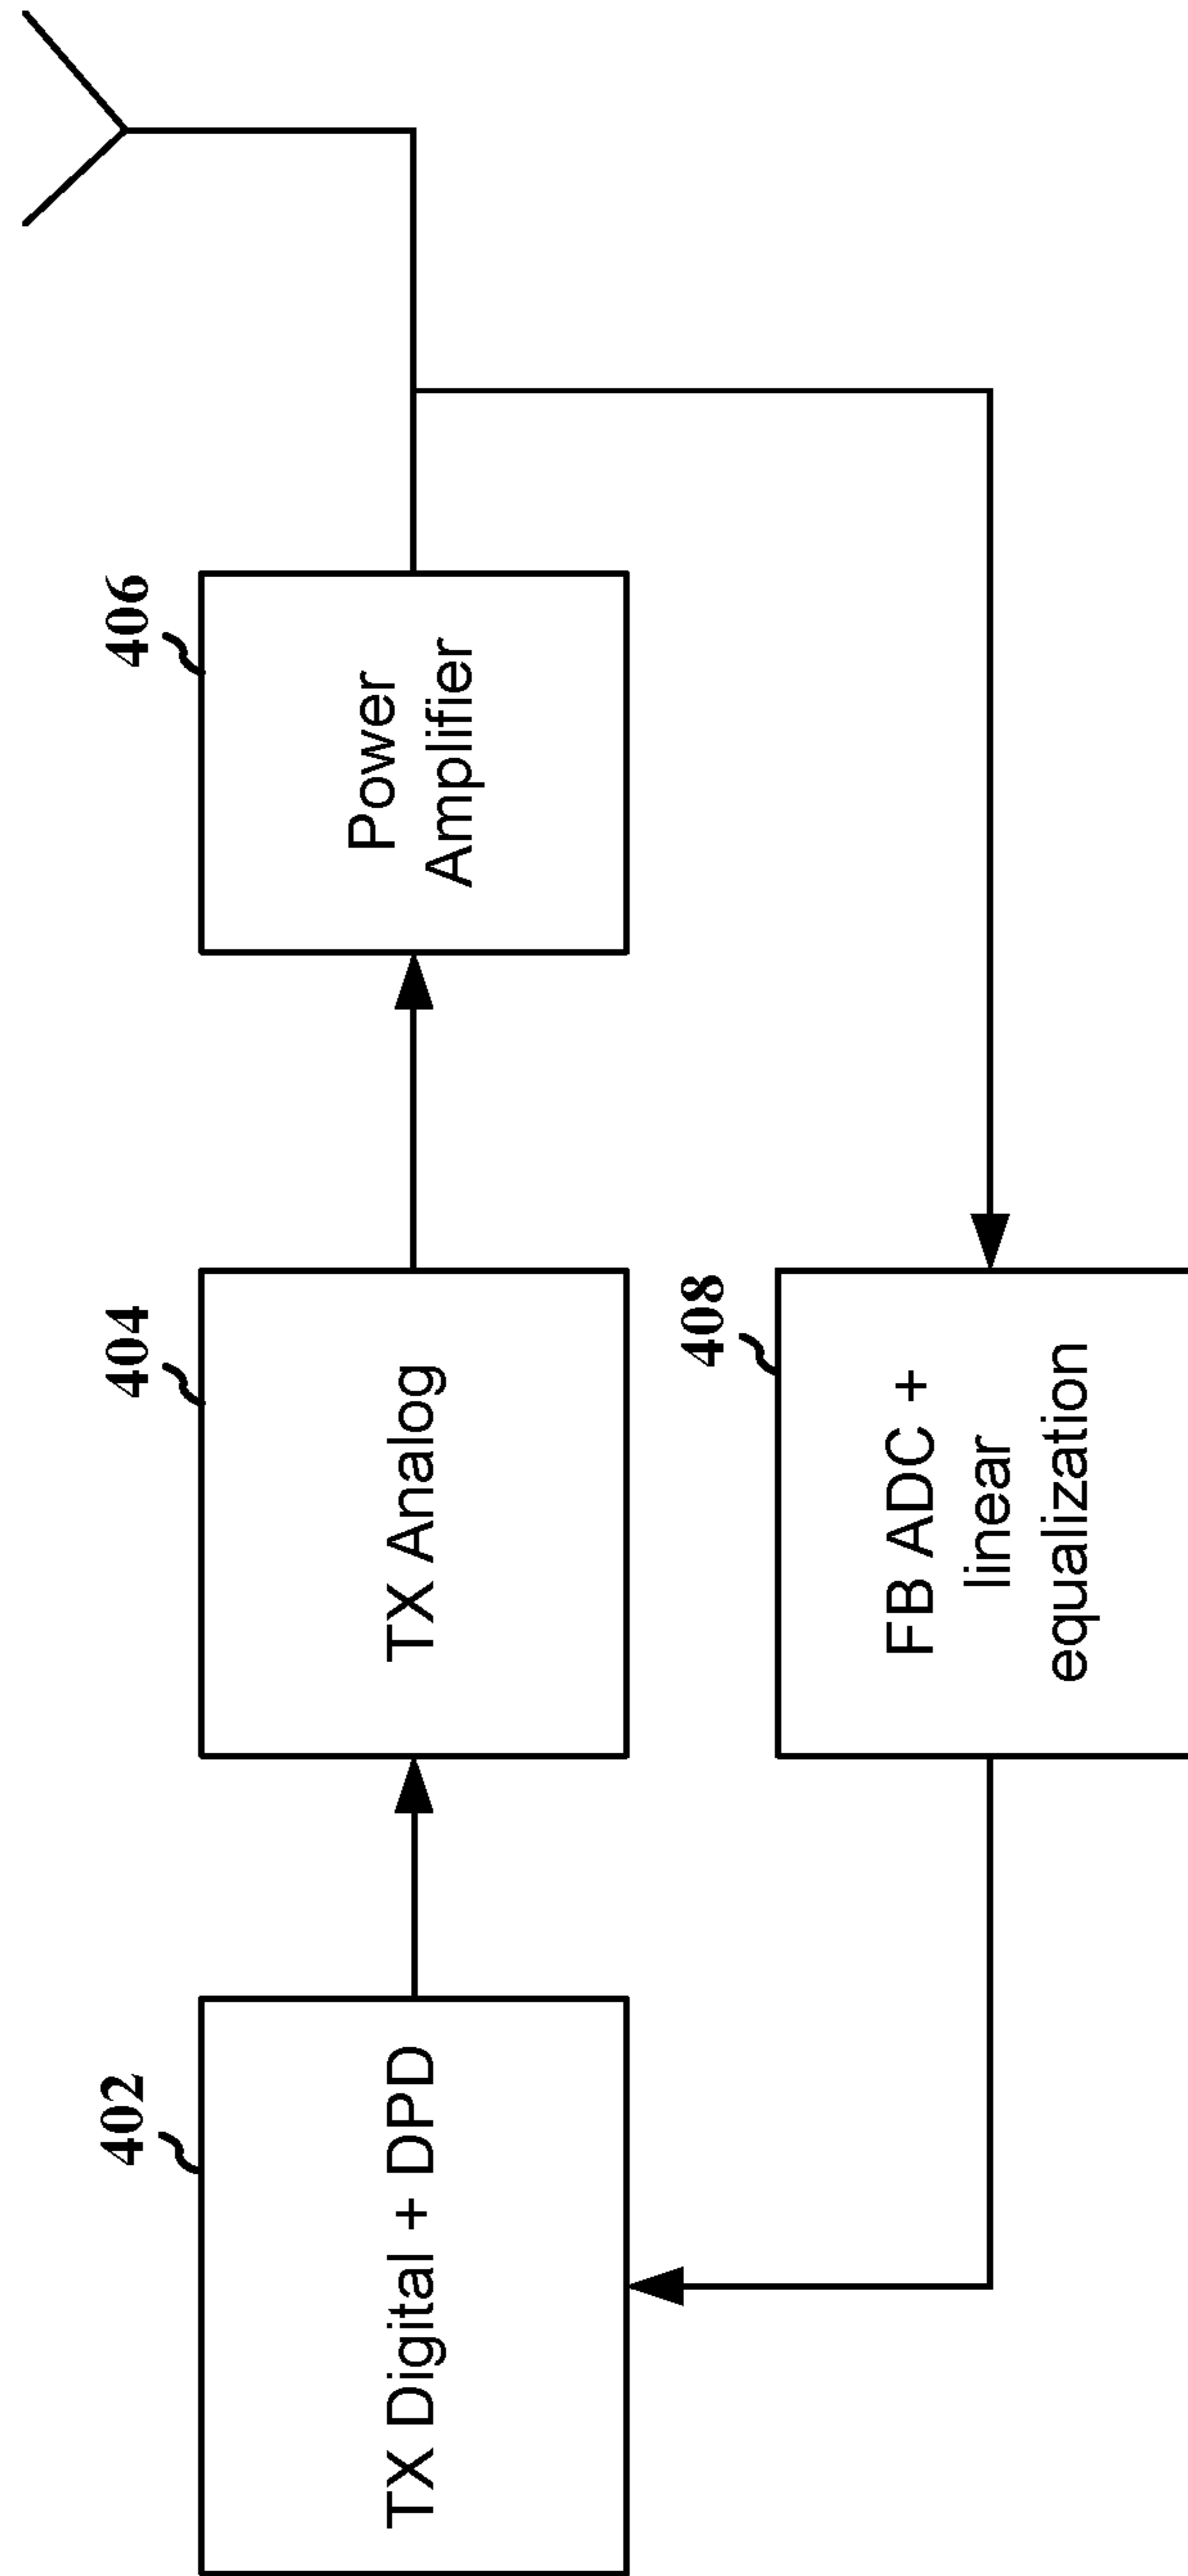 402
TX Digital + DPD
404
TX Analog
406
Power
Amplifier
408
FB ADC +
linear
equalization